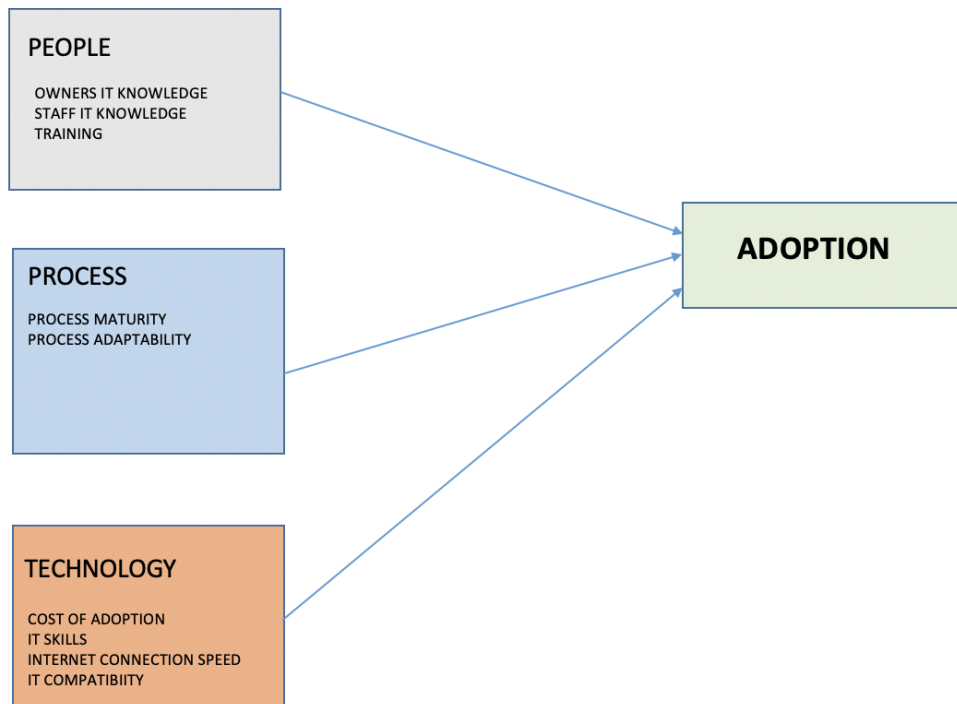 PEOPLE
OWNERS IT KNOWLEDGE
STAFF IT KNOWLEDGE
TRAINING
PROCESS
PROCESS MATURITY
PROCESS ADAPTABILITY
TECHNOLOGY
COST OF ADOPTION
IT SKILLS
INTERNET CONNECTION SPEED
IT COMPATIBIITY
ADOPTION